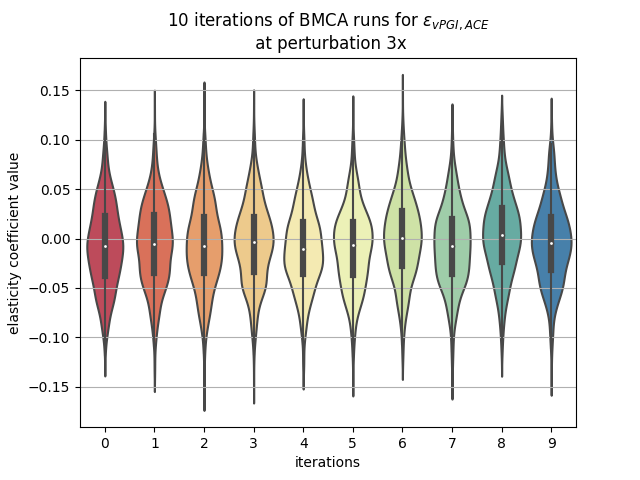 10 iterations of BMCA runs for ε_{vPGI, ACE}
at perturbation 3x
elasticity coefficient value
0.15
0.10
0.05
0.00
−0.05
−0.10
−0.15
0 1 2 3 4 5 6 7 8 9
iterations